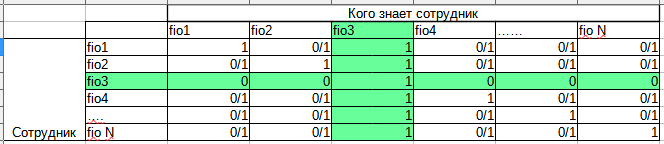 Кого знает сотрудник
fio1 fio2 fio3 fio4 …... fio N
fio1 1 0/1 1 0/1 0/1 0/1
fio2 0/1 1 1 0/1 0/1 0/1
fio3 0 0 1 0 0 0
fio4 0/1 0/1 1 1 0/1 0/1
….. 0/1 0/1 1 0/1 1 0/1
Сотрудник fio N 0/1 0/1 1 0/1 0/1 1